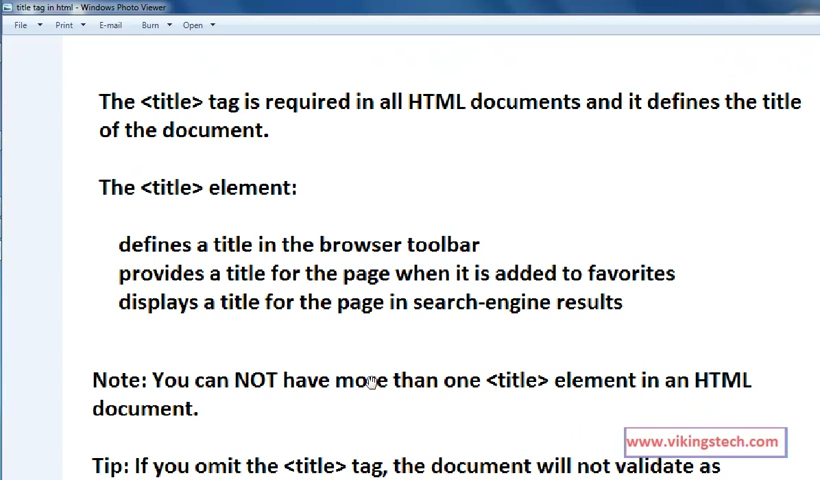 title tag in html - Windows Photo Viewer
File Print E-mail Burn Open
The <title> tag is required in all HTML documents and it defines the title
of the document.
The <title> element:
defines a title in the browser toolbar
provides a title for the page when it is added to favorites
displays a title for the page in search-engine results
Note: You can NOT have more than one <title> element in an HTML
document.
www.vikingstech.com
Tip: If you omit the <title> tag, the document will not validate as